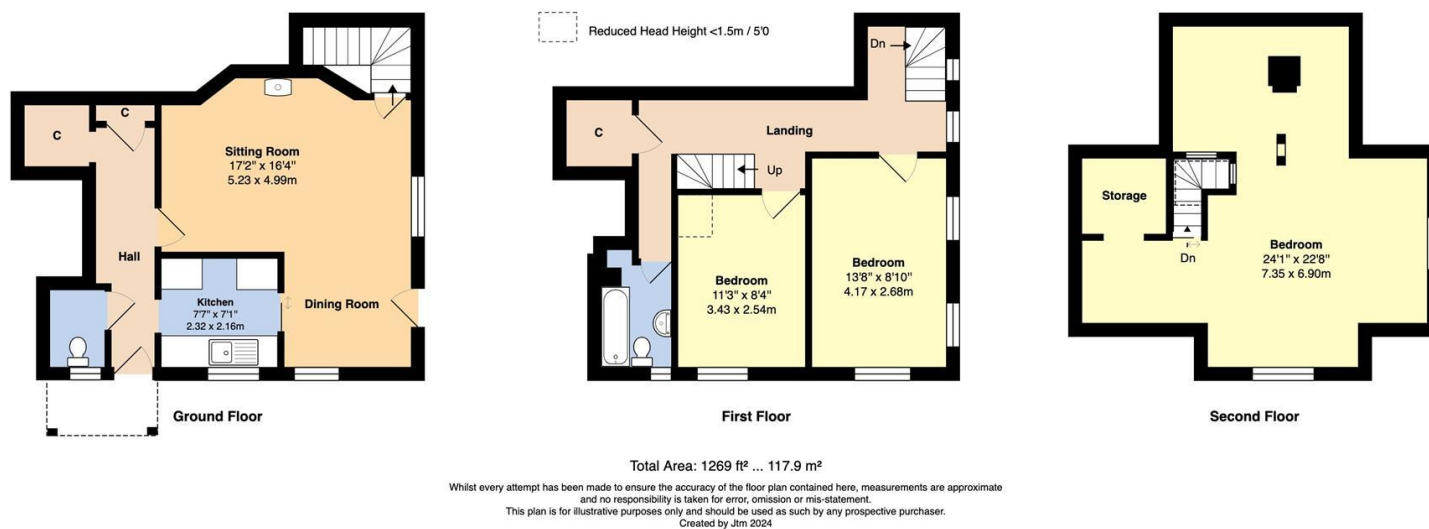 Reduced Head Height <1.5m / 5'0
C
C
Sitting Room
17'2" x 16'4"
5.23 x 4.99m
Hall
Kitchen
7'7" x 7'1"
2.32 x 2.16m
Dining Room
Ground Floor
Dn
C
Landing
Up
Bedroom
11'3" x 8'4"
3.43 x 2.54m
Bedroom
13'8" x 8'10"
4.17 x 2.68m
First Floor
Storage
Dn
Bedroom
24'1" x 22'8"
7.35 x 6.90m
Second Floor
Total Area: 1269 ft² ... 117.9 m²
Whilst every attempt has been made to ensure the accuracy of the floor plan contained here, measurements are approximate
and no responsibility is taken for error, omission or mis-statement.
This plan is for illustrative purposes only and should be used as such by any prospective purchaser.
Created by Jtm 2024